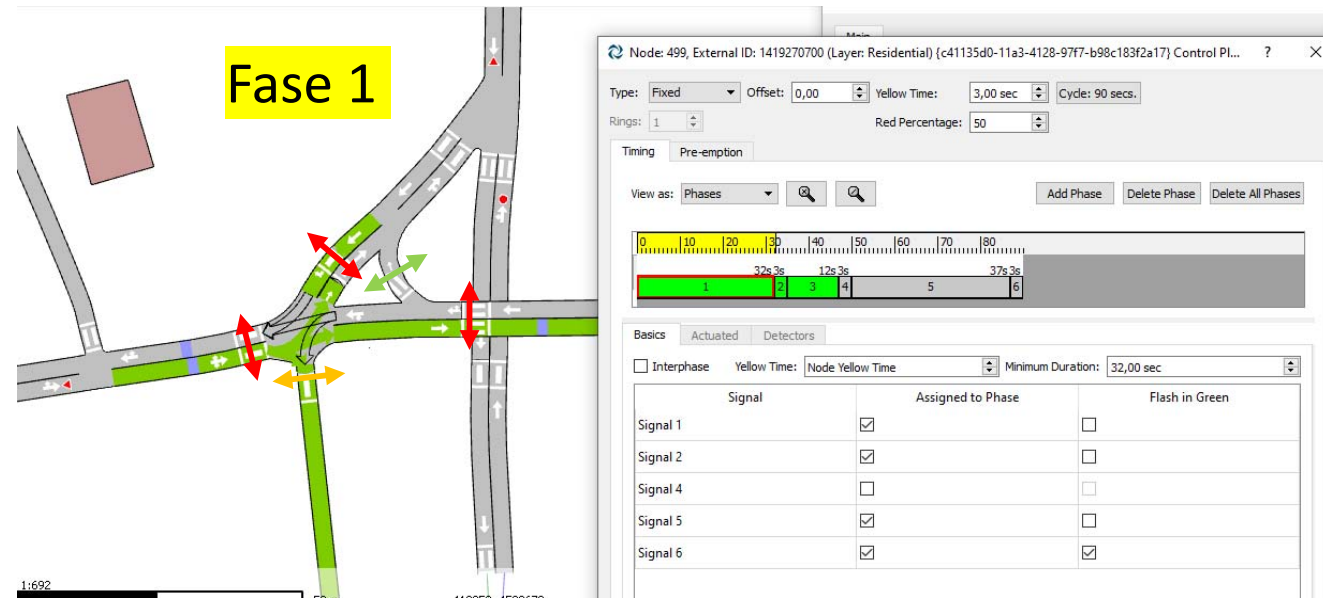 Fase 1
Node: 499, External ID: 1419270700 (Layer: Residential) {c41135d0-11a3-4128-97f7-b98c183f2a17} Control Pl... ?
Type: Fixed Offset: 0,00 Yellow Time: 3,00 sec Cycle: 90 secs.
Rings: 1 Red Percentage: 50
Timing Pre-emption
View as: Phases Add Phase Delete Phase Delete All Phases
0 10 20 30 40 50 60 70 80
32s 3s 12s 3s 37s 3s
1 2 3 4 5 6
Basics Actuated Detectors
Interphase Yellow Time: Node Yellow Time Minimum Duration: 32,00 sec
Signal Assigned to Phase Flash in Green
Signal 1
Signal 2
Signal 4
Signal 5
Signal 6
1:692